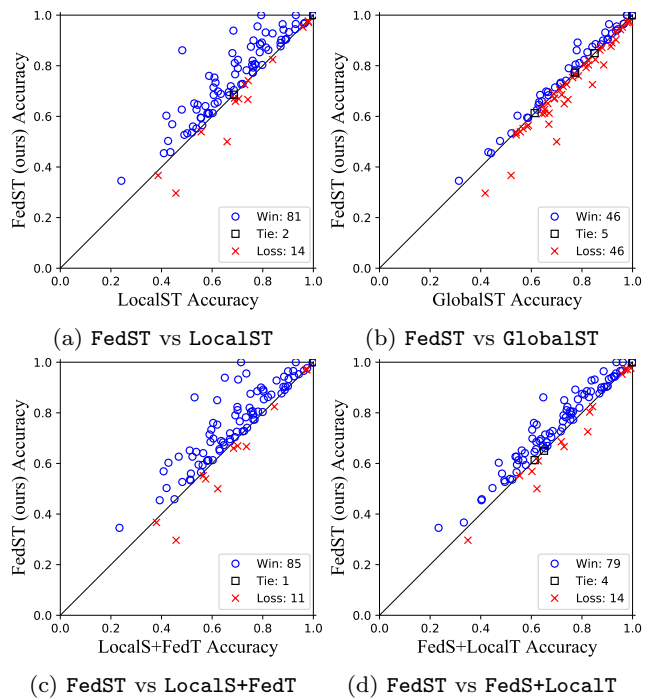 1.0
0.8
0.6
0.4
0.2
0.0
FedST (ours) Accuracy
Win: 81
Tie: 2
Loss: 14
0.0 0.2 0.4 0.6 0.8 1.0
LocalST Accuracy
(a) FedST vs LocalST
1.0
0.8
0.6
0.4
0.2
0.0
FedST (ours) Accuracy
Win: 46
Tie: 5
Loss: 46
0.0 0.2 0.4 0.6 0.8 1.0
GlobalST Accuracy
(b) FedST vs GlobalST
1.0
0.8
0.6
0.4
0.2
0.0
FedST (ours) Accuracy
Win: 85
Tie: 1
Loss: 11
0.0 0.2 0.4 0.6 0.8 1.0
LocalS+FedT Accuracy
(c) FedST vs LocalS+FedT
1.0
0.8
0.6
0.4
0.2
0.0
FedST (ours) Accuracy
Win: 79
Tie: 4
Loss: 14
0.0 0.2 0.4 0.6 0.8 1.0
FedS+LocalT Accuracy
(d) FedST vs FedS+LocalT